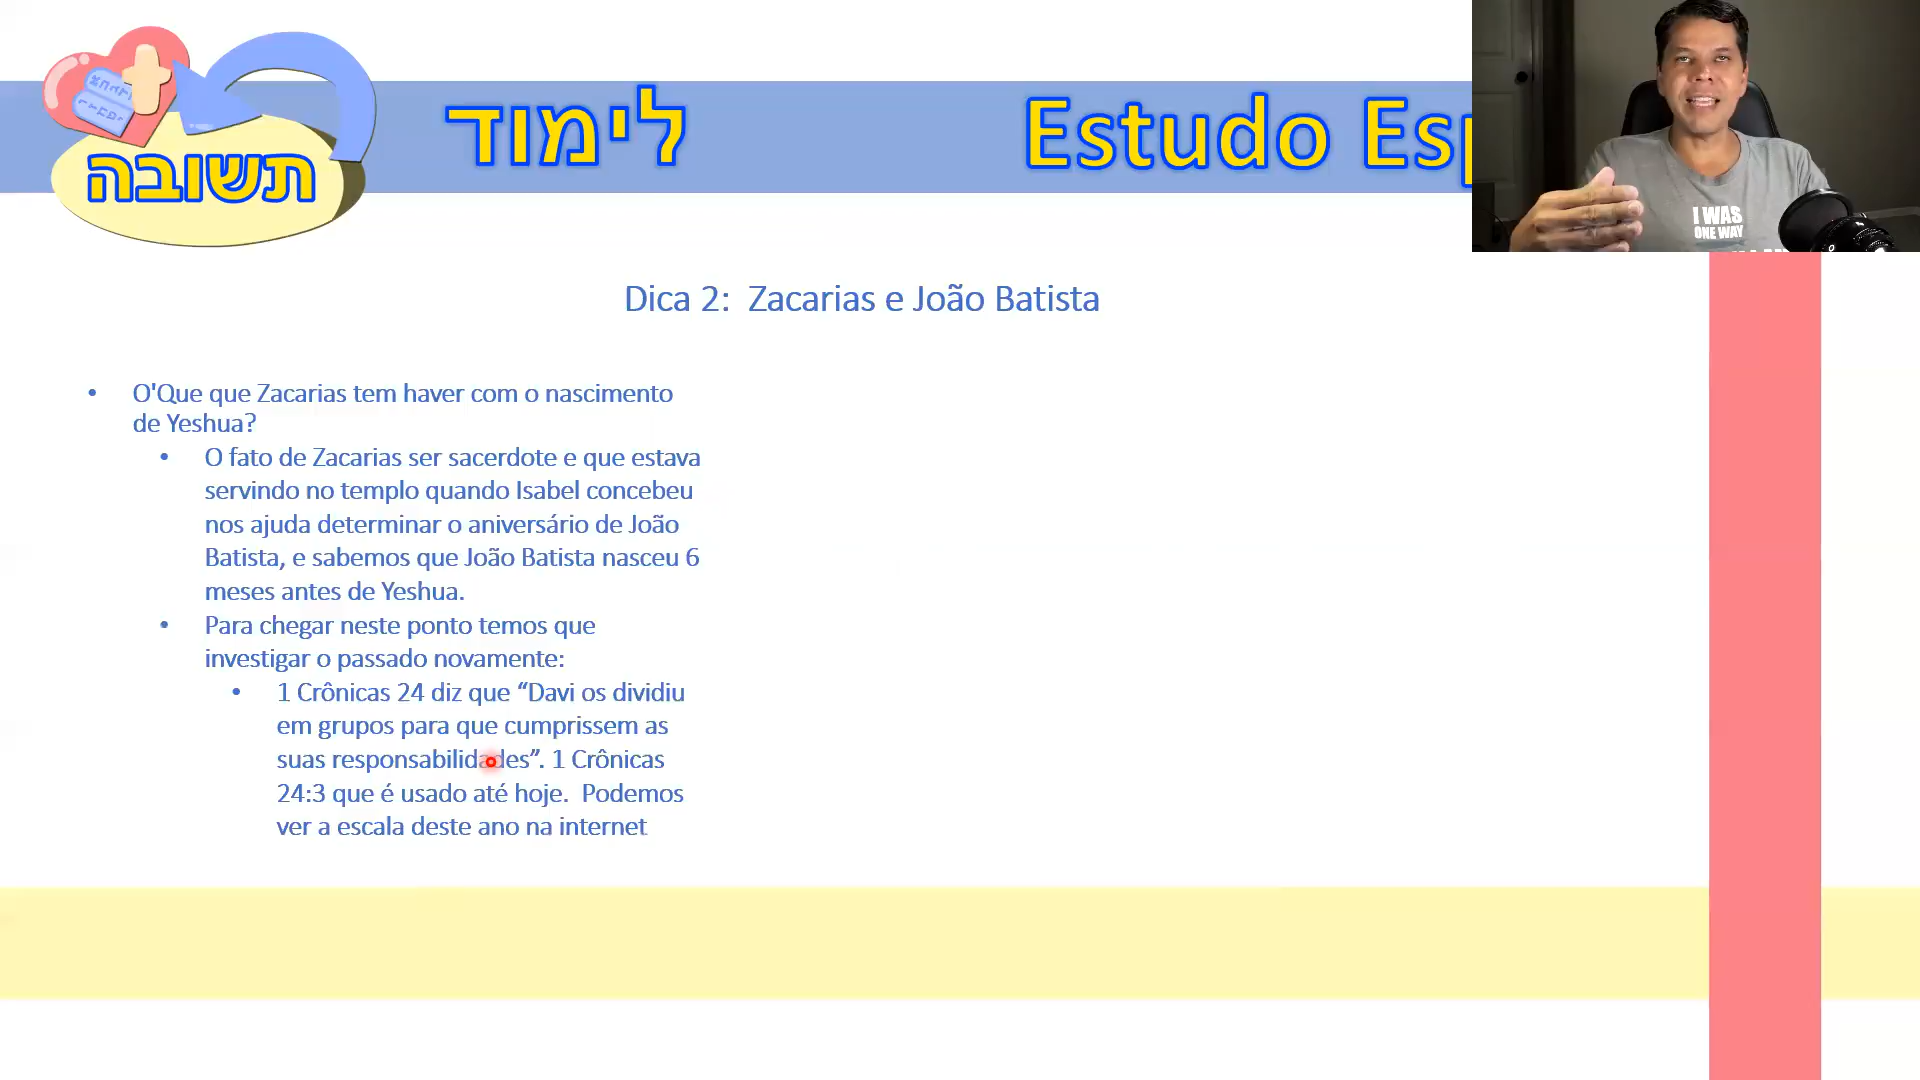 תשובה
לימוד
Estudo Es
I WAS
ONE WAY
Dica 2:  Zacarias e João Batista
• O'Que que Zacarias tem haver com o nascimento
de Yeshua?
• O fato de Zacarias ser sacerdote e que estava
servindo no templo quando Isabel concebeu
nos ajuda determinar o aniversário de João
Batista, e sabemos que João Batista nasceu 6
meses antes de Yeshua.
• Para chegar neste ponto temos que
investigar o passado novamente:
• 1 Crônicas 24 diz que “Davi os dividiu
em grupos para que cumprissem as
suas responsabilidades”. 1 Crônicas
24:3 que é usado até hoje.  Podemos
ver a escala deste ano na internet